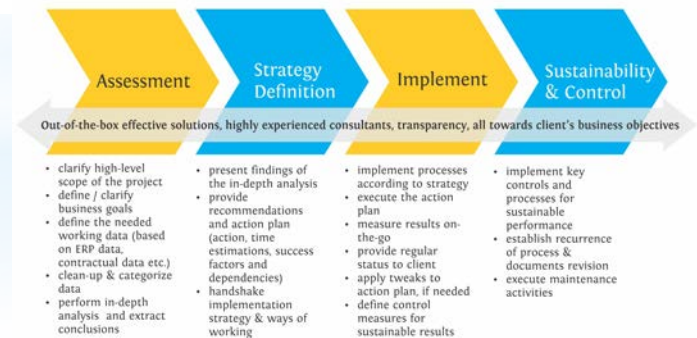 Assessment
Strategy
Definition
Implement
Sustainability
& Control
Out-of-the-box effective solutions, highly experienced consultants, transparency, all towards client's business objectives
• clarify high-level
scope of the project
• define / clarify
business goals
• define the needed
working data (based
on ERP data,
contractual data etc.)
• clean-up & categorize
data
• perform in-depth
analysis and extract
conclusions
• present findings of
the in-depth analysis
• provide
recommendations
and action plan
(action, time
estimations, success
factors and
dependencies)
• handshake
implementation
strategy & ways of
working
• implement processes
according to strategy
• execute the action
plan
• measure results on-
the-go
• provide regular
status to client
• apply tweaks to
action plan, if needed
• define control
measures for
sustainable results
• implement key
controls and
processes for
sustainable
performance
• establish recurrence
of process &
documents revision
• execute maintenance
activities